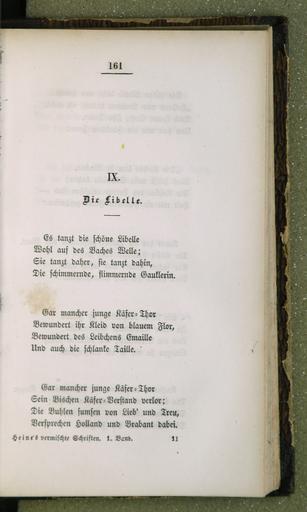 161
IX.
Die Libelle.
Es tanzt die schöne Libelle
Wohl auf des Baches Welle;
Sie tanzt daher, sie tanzt dahin,
Die schimmernde, flimmernde Gauklerin.
Gar mancher junge Käfer-Thor
Bewundert ihr Kleid von blauem Flor,
Bewundert des Leibchens Emaille
Und auch die schlanke Taille.
Gar mancher junge Käfer-Thor
Sein Bischen Käfer-Verstand verlor;
Die Buhlen sumsen von Lieb' und Treu,
Versprechen Holland und Brabant dabei.
Heine's vermischte Schriften. 1. Band. 11